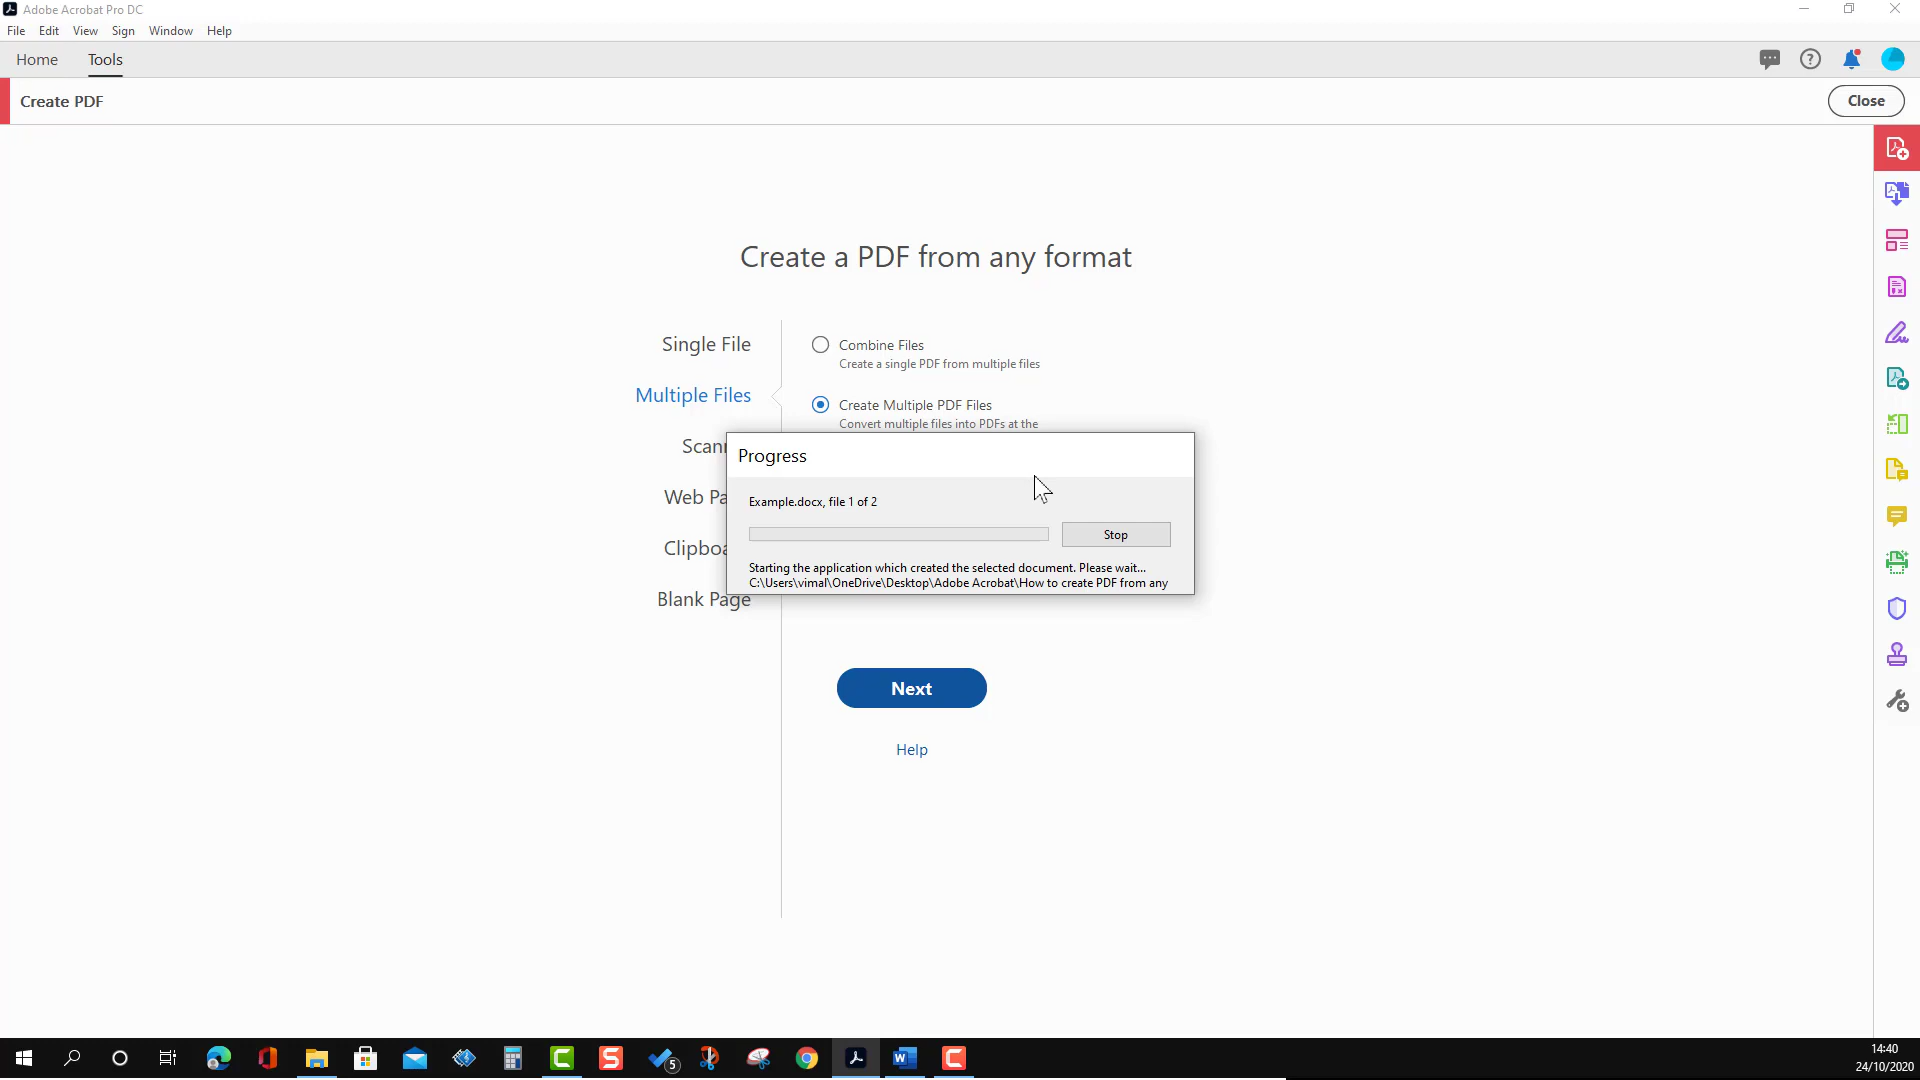 Adobe Acrobat Pro DC
File Edit View Sign Window Help
Home Tools
Create PDF
Close
Create a PDF from any format
Single File
Multiple Files
Scann
Web Pa
Clipboa
Blank Page
Combine Files
Create a single PDF from multiple files
Create Multiple PDF Files
Convert multiple files into PDFs at the
Progress
Example.docx, file 1 of 2
Stop
Starting the application which created the selected document. Please wait...
C:\Users\vimal\OneDrive\Desktop\Adobe Acrobat\How to create PDF from any
Next
Help
5
14:40
24/10/2020